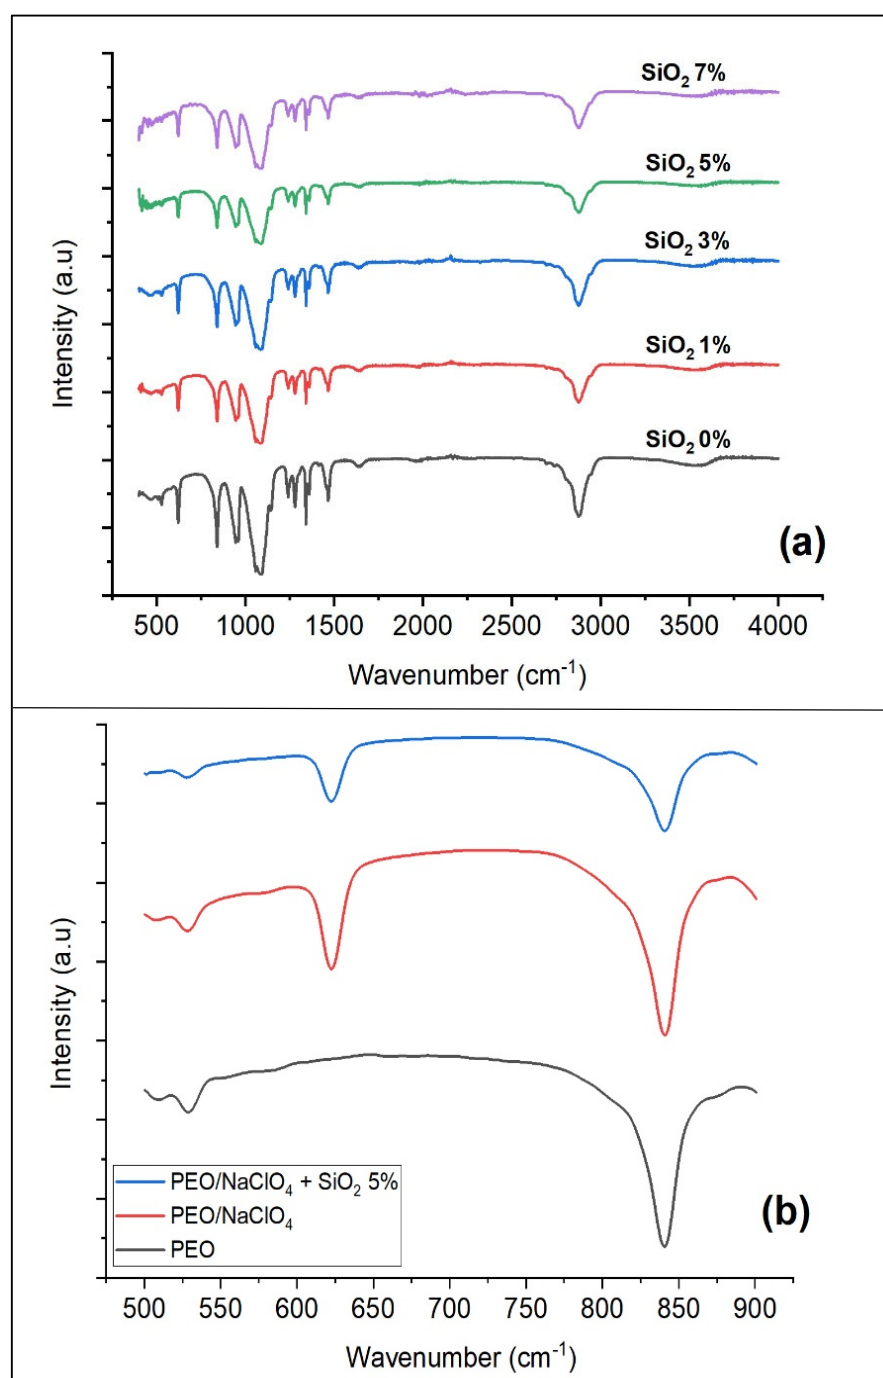 SiO₂ 7%
SiO₂ 5%
SiO₂ 3%
SiO₂ 1%
SiO₂ 0%
Intensity (a.u)
(a)
500 1000 1500 2000 2500 3000 3500 4000
Wavenumber (cm⁻¹)
Intensity (a.u)
PEO/NaClO₄ + SiO₂ 5%
PEO/NaClO₄
PEO
(b)
500 550 600 650 700 750 800 850 900
Wavenumber (cm⁻¹)